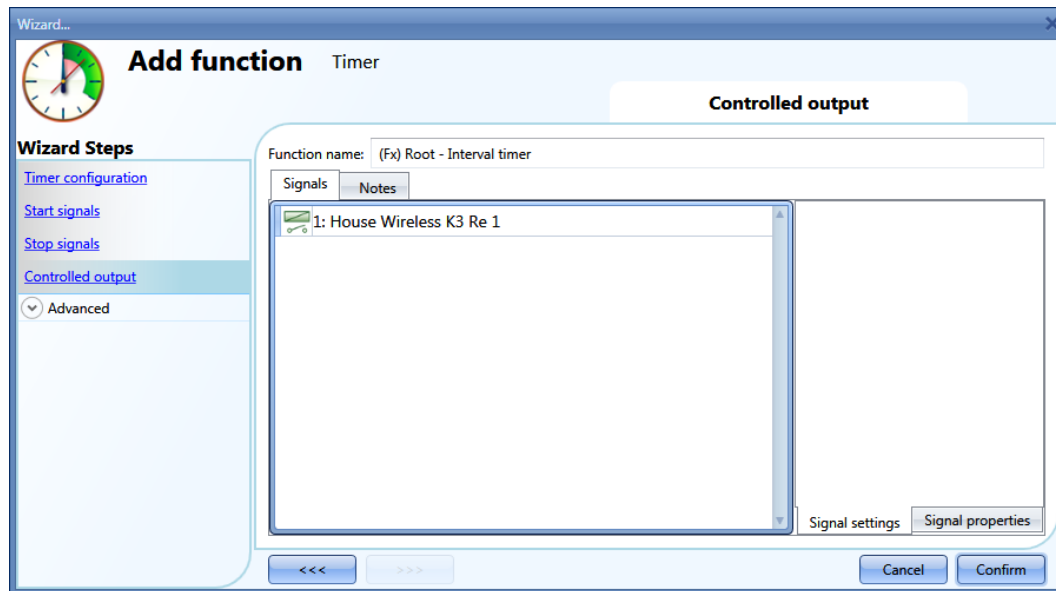 Wizard...
Add function Timer
Controlled output
Wizard Steps
Timer configuration
Start signals
Stop signals
Controlled output
Advanced
Function name: (Fx) Root - Interval timer
Signals Notes
1: House Wireless K3 Re 1
Signal settings Signal properties
<<< >>> Cancel Confirm